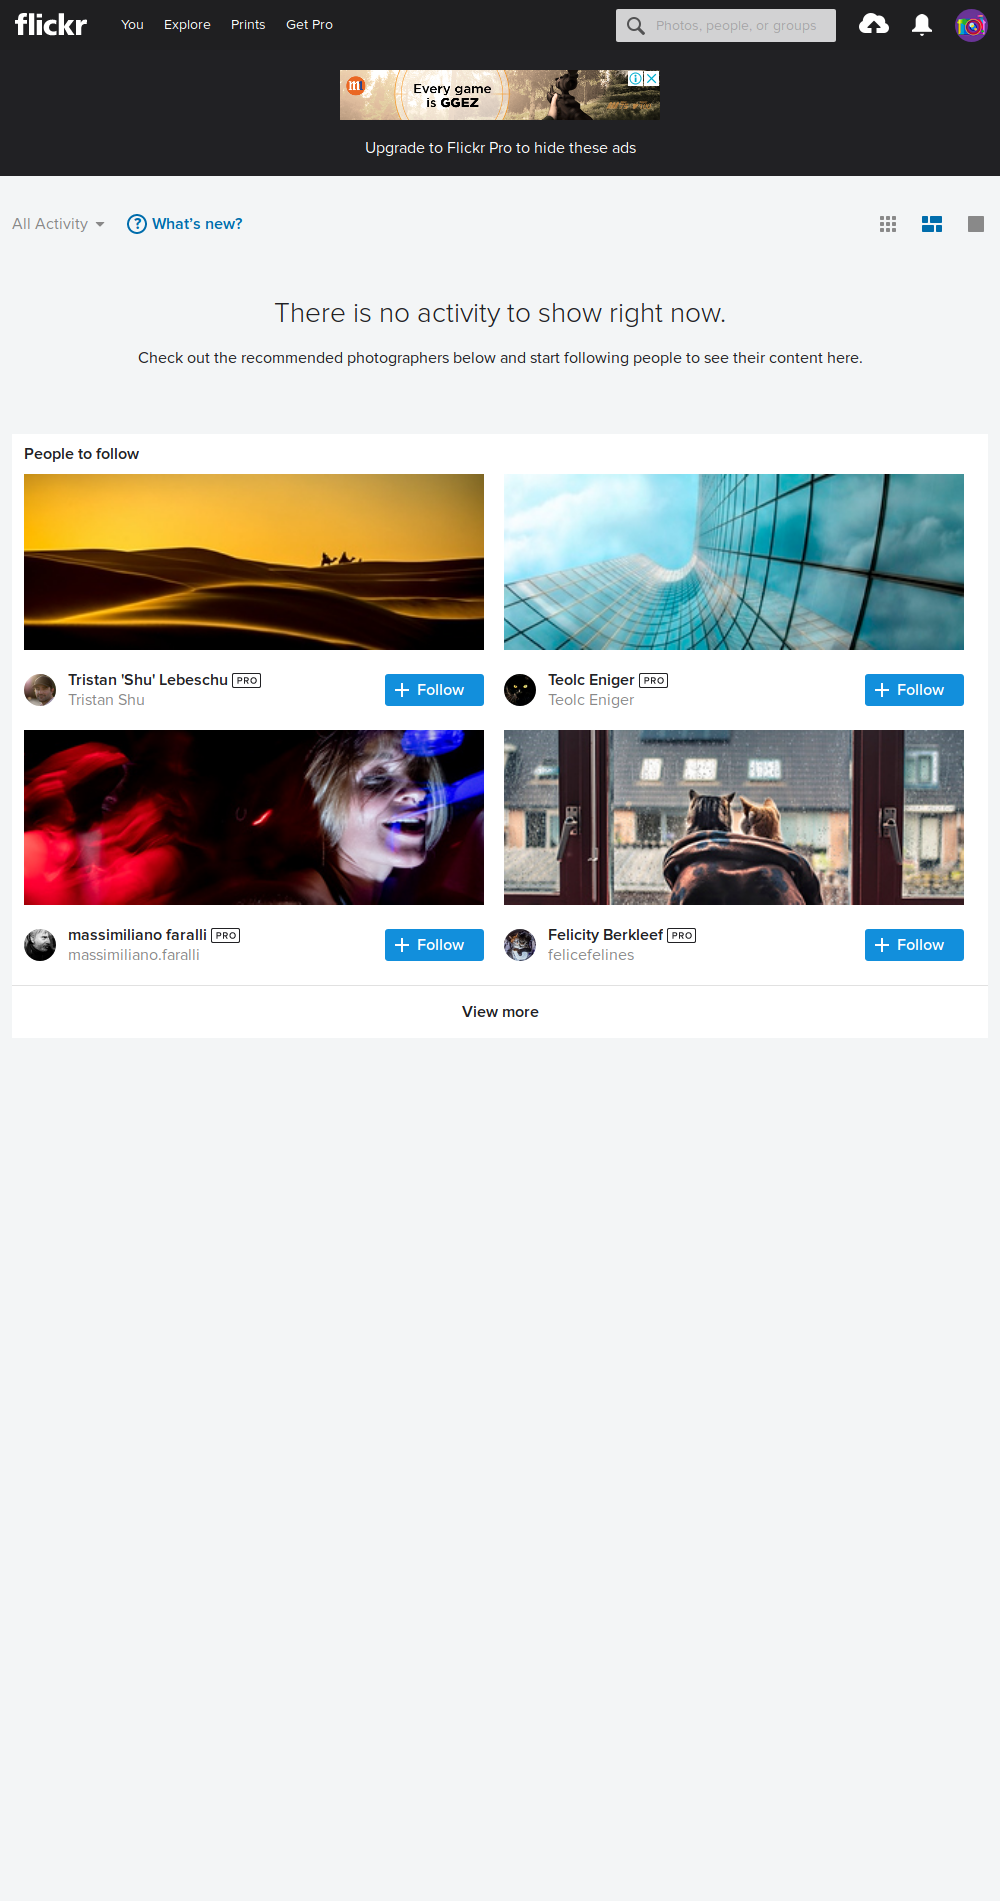 flickr
You
Explore
Prints
Get Pro
Photos, people, or groups
m
Every game
is GGEZ
Upgrade to Flickr Pro to hide these ads
All Activity
? What's new?
There is no activity to show right now.
Check out the recommended photographers below and start following people to see their content here.
People to follow
Tristan 'Shu' Lebeschu PRO
Tristan Shu
+ Follow
Teolc Eniger PRO
Teolc Eniger
+ Follow
massimiliano faralli PRO
massimiliano.faralli
+ Follow
Felicity Berkleef PRO
felicefelines
+ Follow
View more